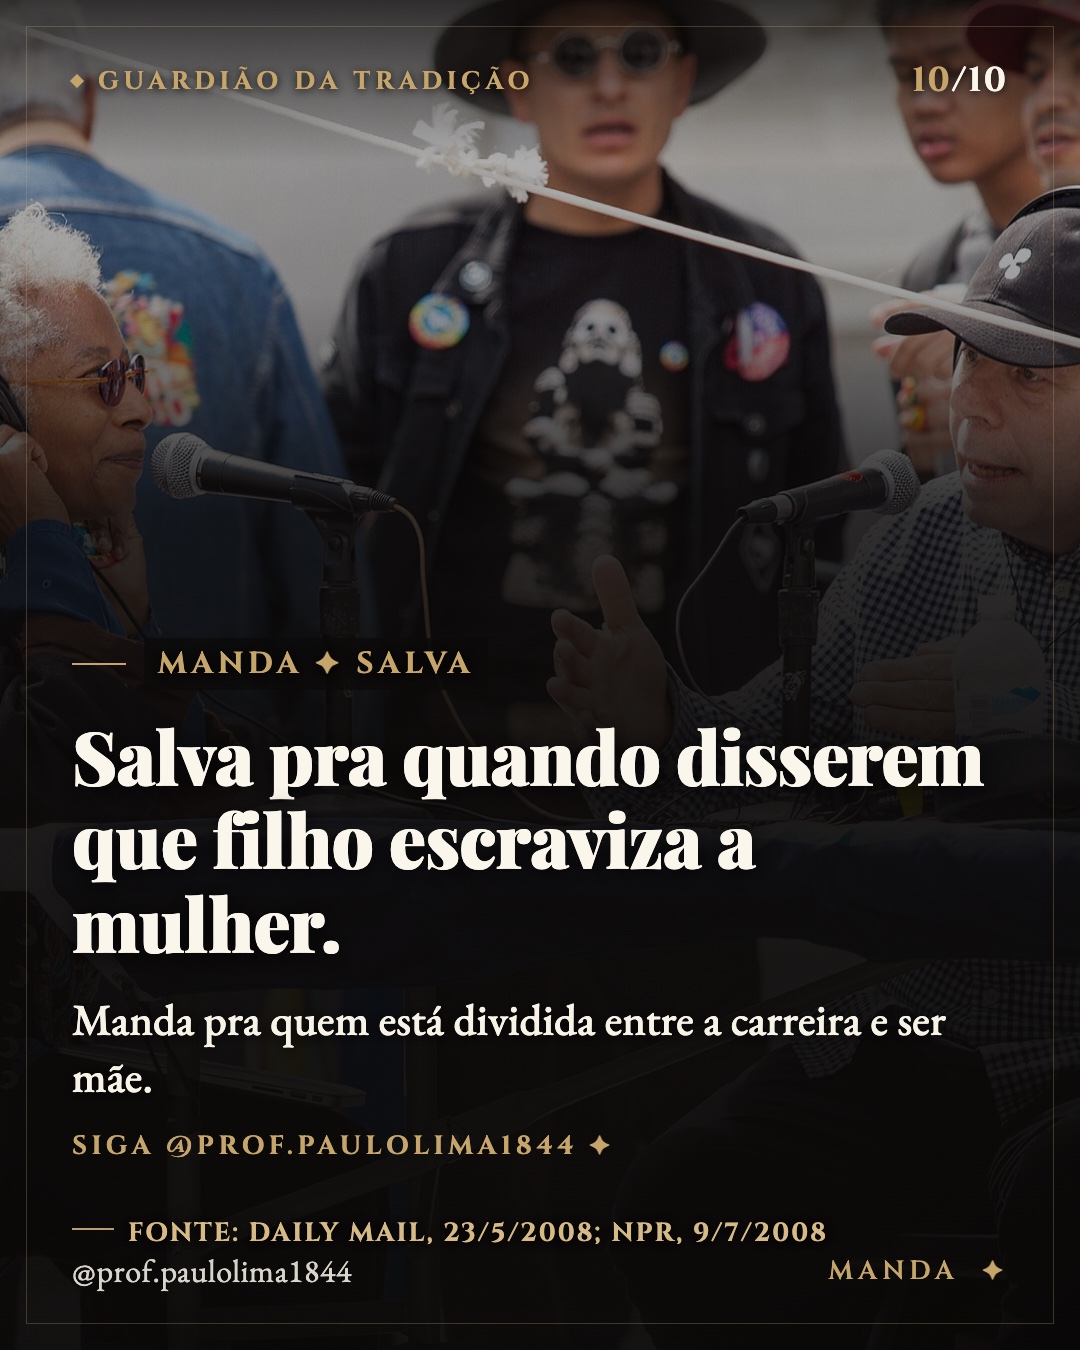 ◆ GUARDIÃO DA TRADIÇÃO
10/10
MANDA ✦ SALVA
Salva pra quando disserem
que filho escraviza a
mulher.
Manda pra quem está dividida entre a carreira e ser
mãe.
SIGA @PROF.PAULOLIMA1844 ✦
FONTE: DAILY MAIL, 23/5/2008; NPR, 9/7/2008
@prof.paulolima1844
MANDA ✦